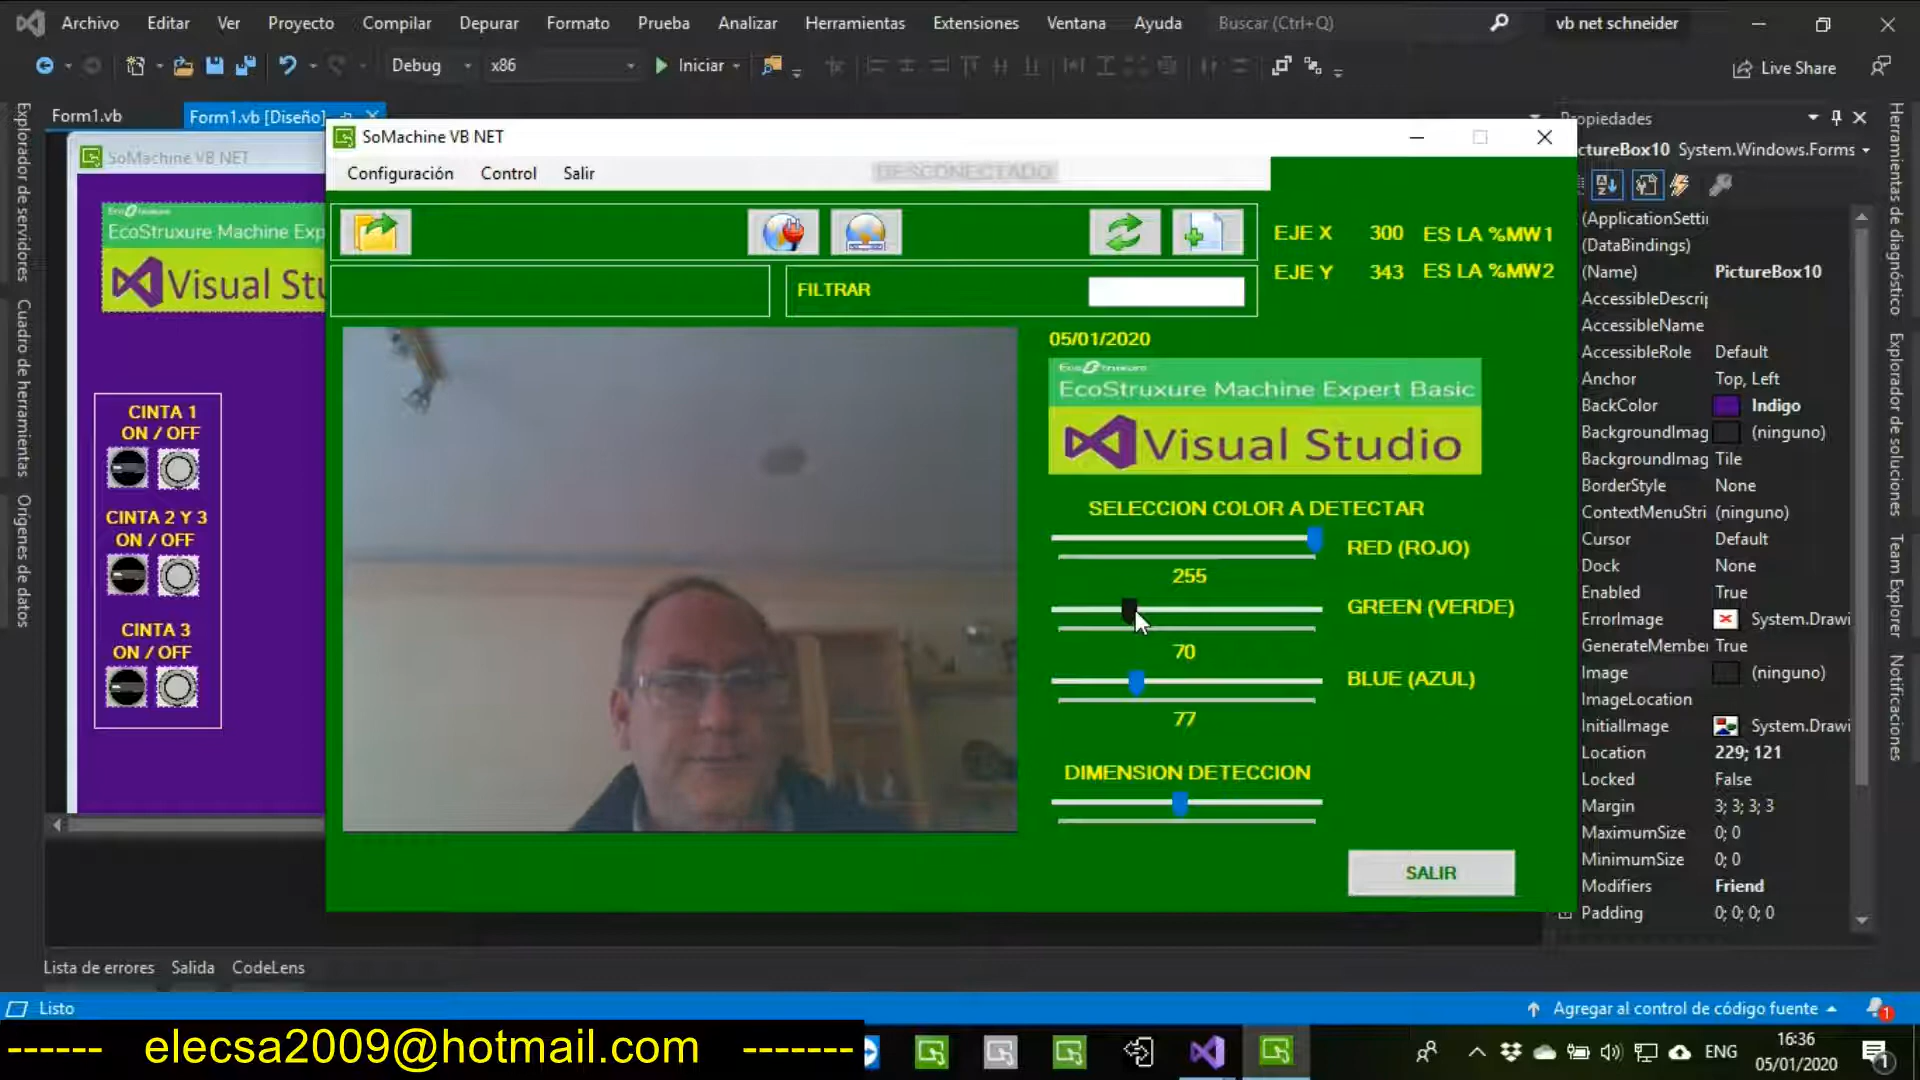 Archivo Editar Ver Proyecto Compilar Depurar Formato Prueba Analizar Herramientas Extensiones Ventana Ayuda Buscar (Ctrl+Q) vb net schneider
Debug x86 Iniciar Live Share
Form1.vb Form1.vb [Diseño]
Explorador de servidores
Cuadro de herramientas
Orígenes de datos
SoMachine VB NET
EcoStruxure
EcoStruxure Machine Exp
Visual Stu
CINTA 1
ON / OFF
CINTA 2 Y 3
ON / OFF
CINTA 3
ON / OFF
SoMachine VB NET
Configuración Control Salir DESCONECTADO
FILTRAR
EJE X 300 ES LA %MW1
EJE Y 343 ES LA %MW2
05/01/2020
EcoStruxure
EcoStruxure Machine Expert Basic
Visual Studio
SELECCION COLOR A DETECTAR
RED (ROJO)
255
GREEN (VERDE)
70
BLUE (AZUL)
77
DIMENSION DETECCION
SALIR
Propiedades
ctureBox10 System.Windows.Forms
(ApplicationSetti
(DataBindings)
(Name) PictureBox10
AccessibleDescrip
AccessibleName
AccessibleRole Default
Anchor Top, Left
BackColor Indigo
BackgroundImag (ninguno)
BackgroundImag Tile
BorderStyle None
ContextMenuStri (ninguno)
Cursor Default
Dock None
Enabled True
ErrorImage System.Drawi
GenerateMember True
Image (ninguno)
ImageLocation
InitialImage System.Drawi
Location 229; 121
Locked False
Margin 3; 3; 3; 3
MaximumSize 0; 0
MinimumSize 0; 0
Modifiers Friend
Padding 0; 0; 0; 0
Herramientas de diagnóstico
Explorador de soluciones
Team Explorer
Notificaciones
Lista de errores Salida CodeLens
Listo Agregar al control de código fuente 1
------ elecsa2009@hotmail.com -------
ENG 16:36
05/01/2020 1